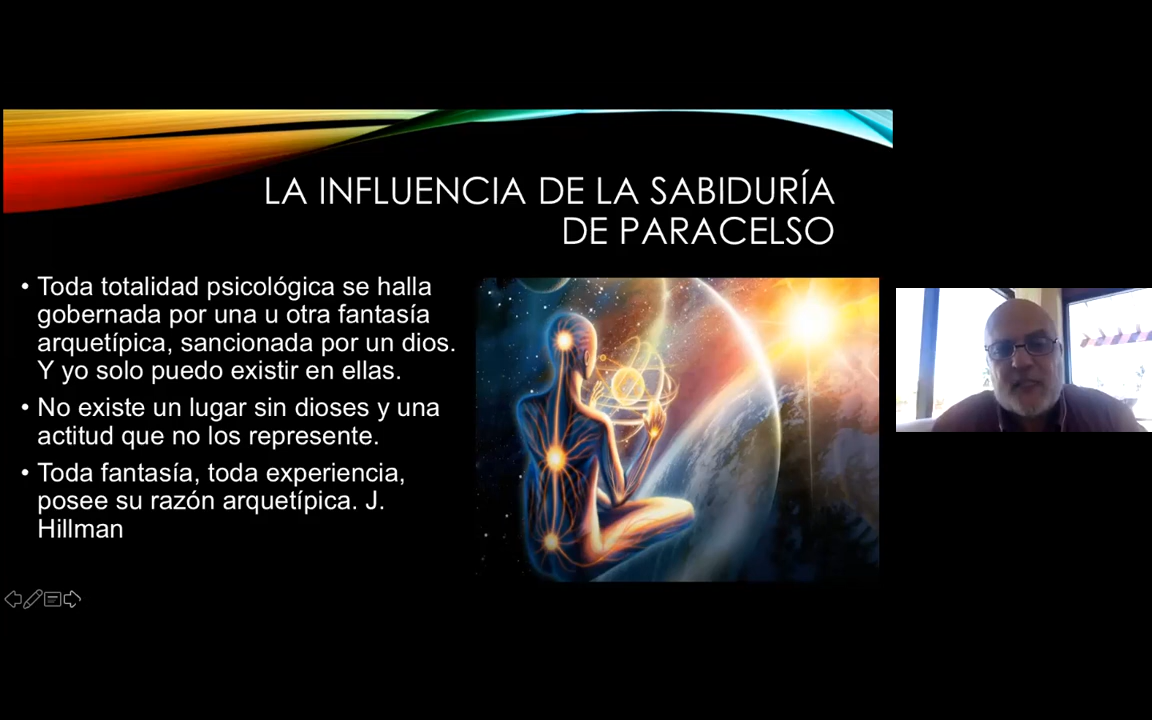 LA INFLUENCIA DE LA SABIDURÍA
DE PARACELSO
• Toda totalidad psicológica se halla
gobernada por una u otra fantasía
arquetípica, sancionada por un dios.
Y yo solo puedo existir en ellas.
• No existe un lugar sin dioses y una
actitud que no los represente.
• Toda fantasía, toda experiencia,
posee su razón arquetípica. J.
Hillman